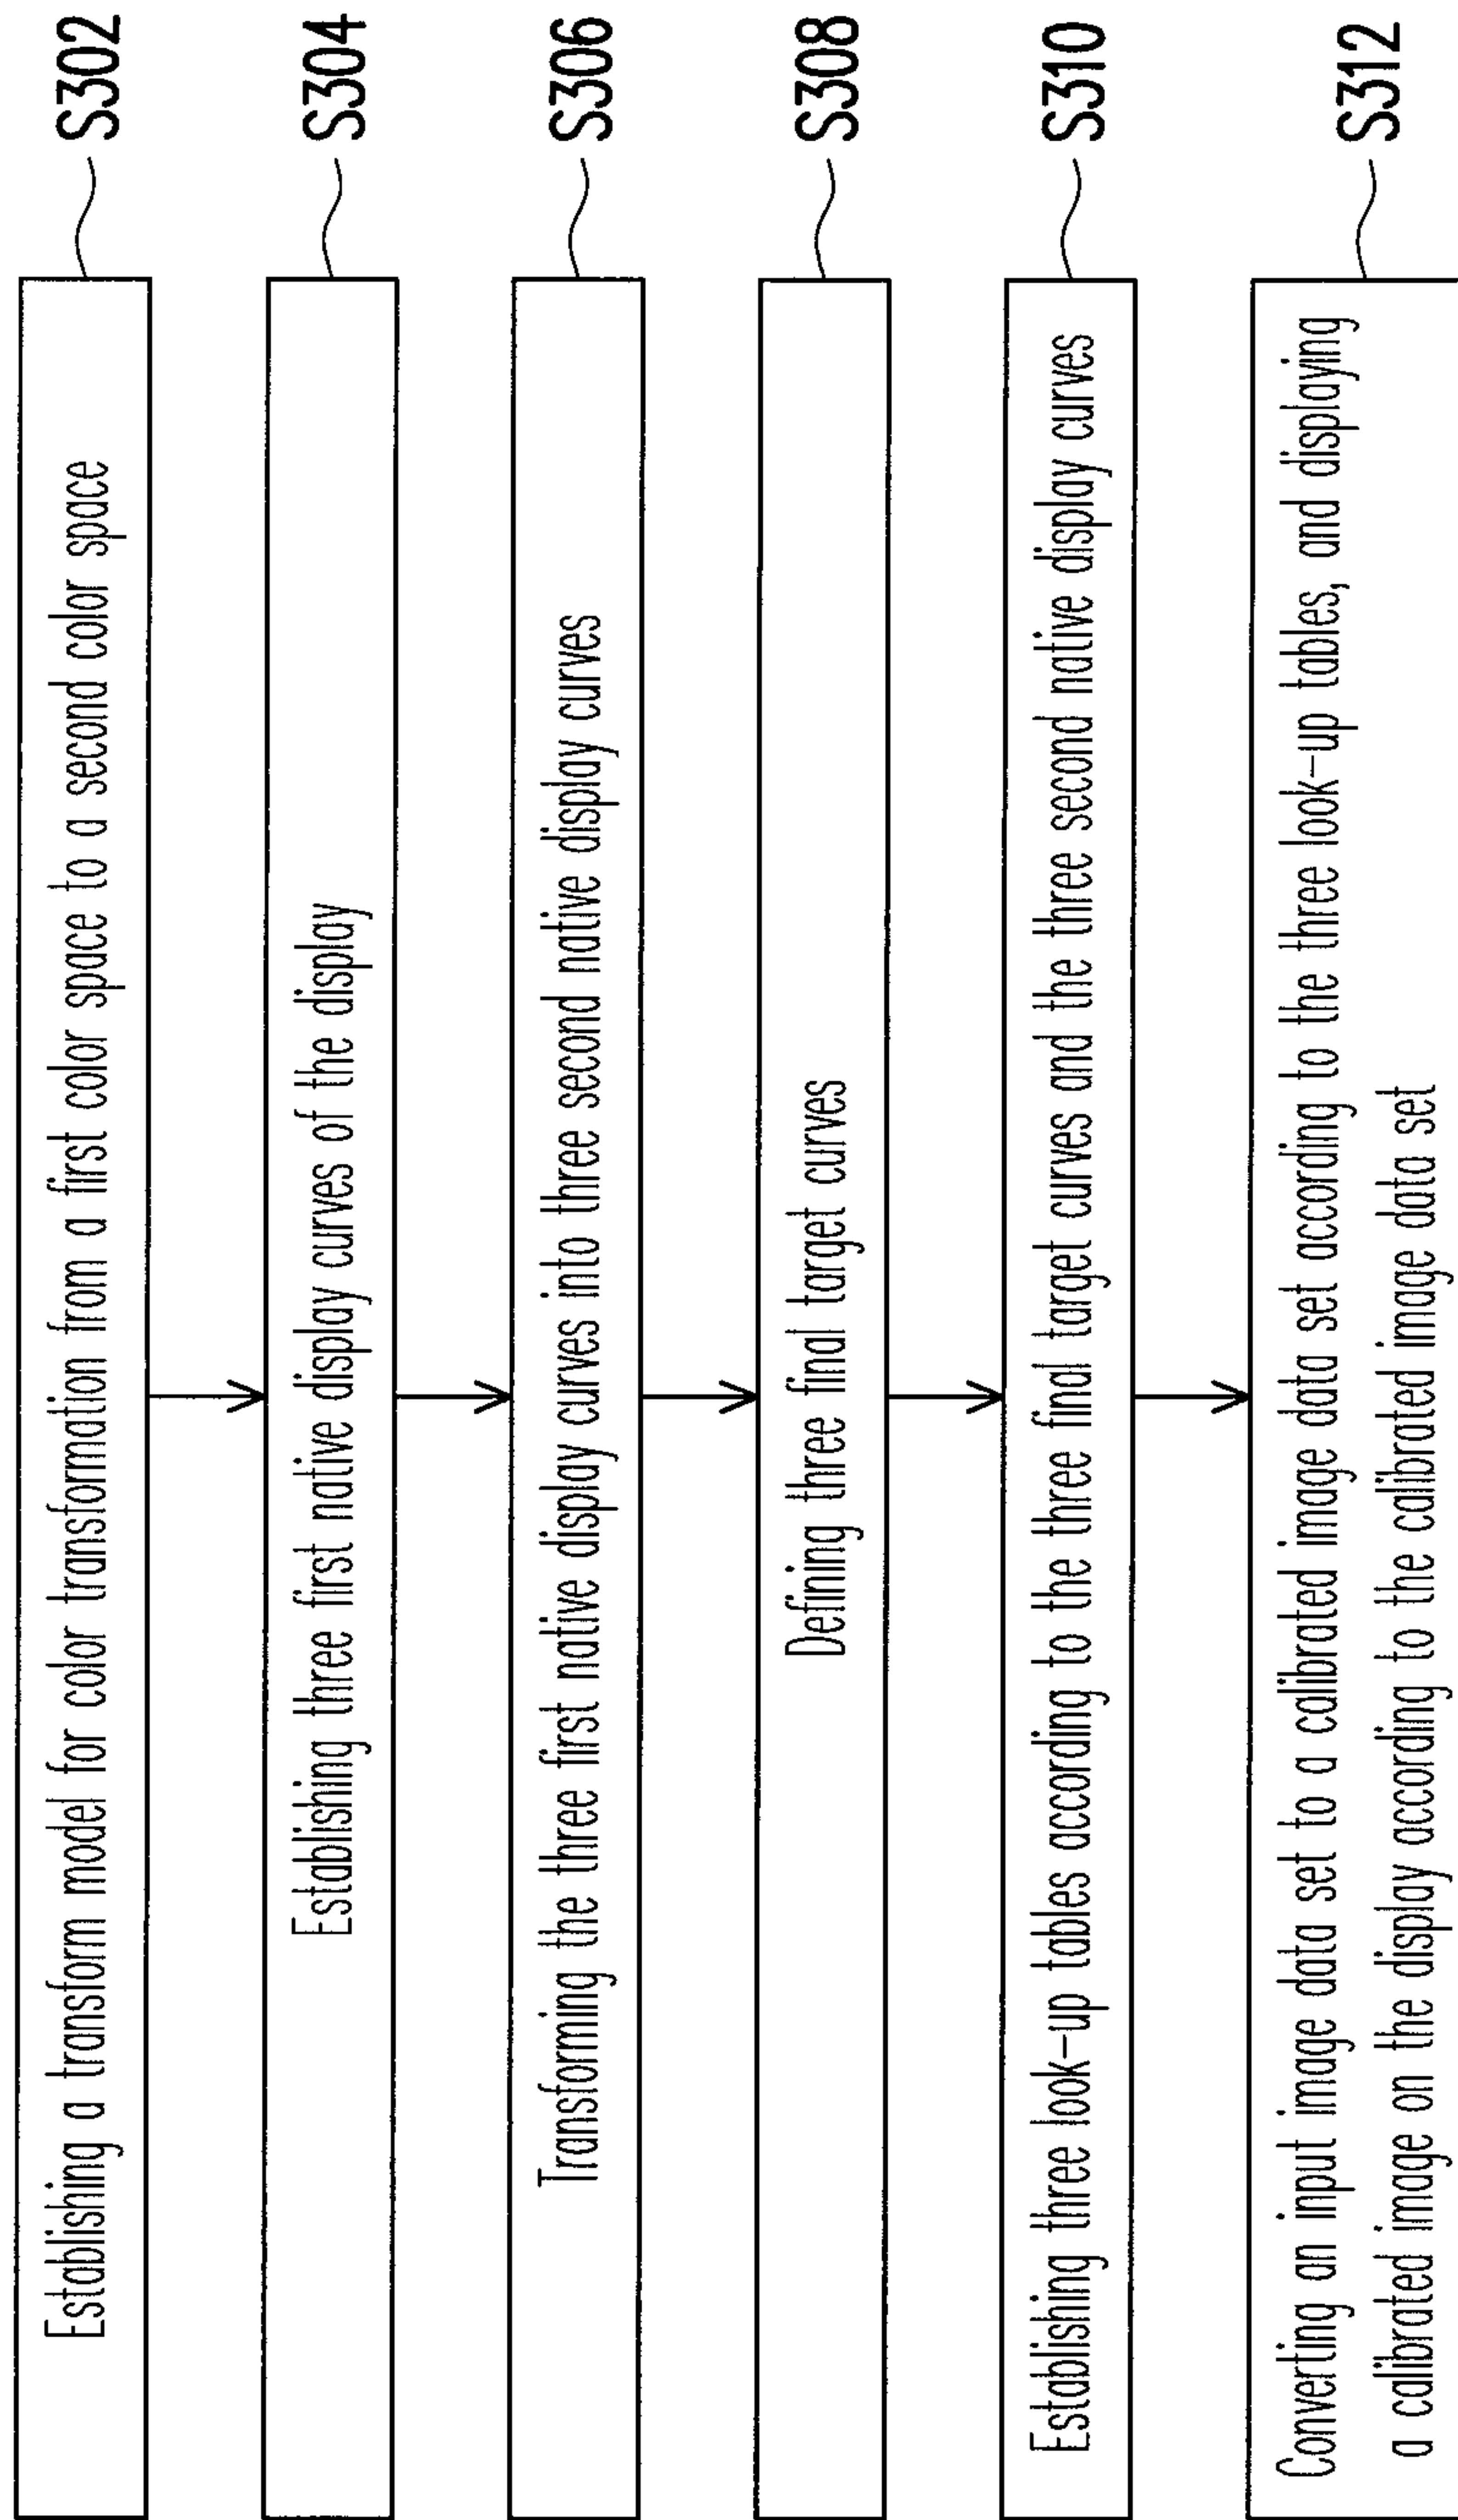 Establishing a transform model for color transformation from a first color space to a second color space
S302
Establishing three first native display curves of the display
S304
Transforming the three first native display curves into three second native display curves
S306
Defining three final target curves
S308
Establishing three look-up tables according to the three final target curves and the three second native display curves
S310
Converting an input image data set to a calibrated image data set according to the three look-up tables, and displaying
a calibrated image on the display according to the calibrated image data set
S312